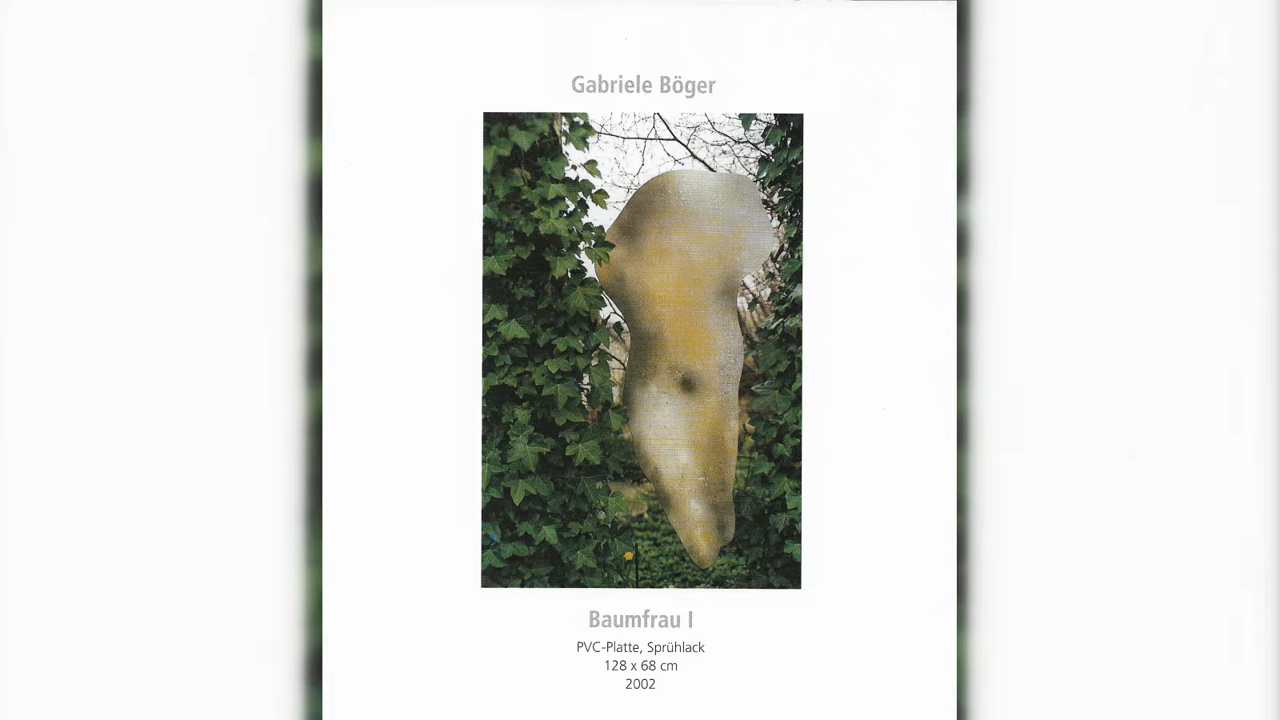 Gabriele Böger
Baumfrau I
PVC-Platte, Sprühlack
128 x 68 cm
2002